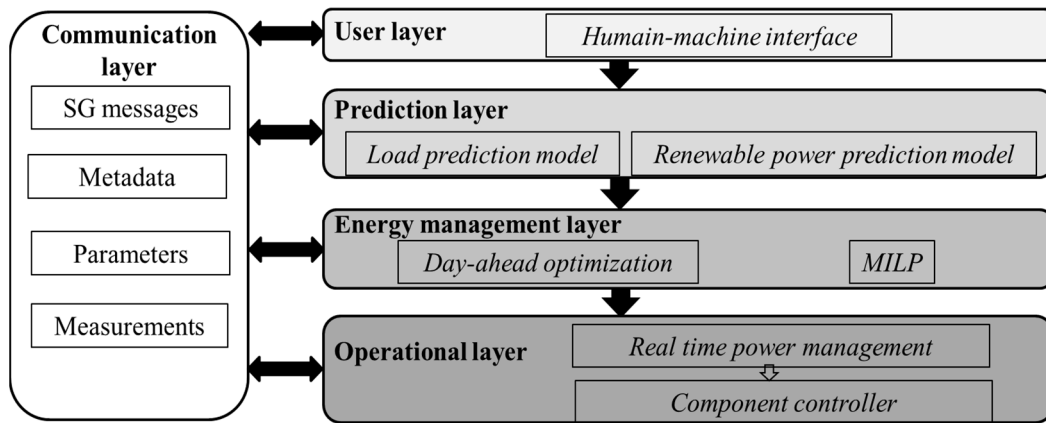 Communication
layer
SG messages
Metadata
Parameters
Measurements
User layer
Humain-machine interface
Prediction layer
Load prediction model
Renewable power prediction model
Energy management layer
Day-ahead optimization
MILP
Operational layer
Real time power management
Component controller